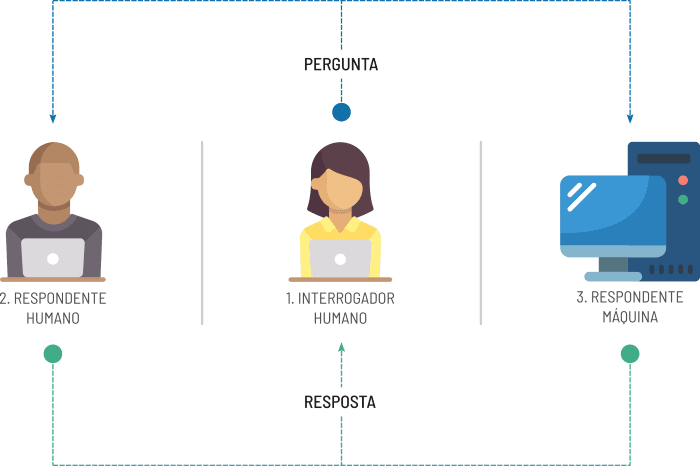 PERGUNTA
2. RESPONDENTE
HUMANO
1. INTERROGADOR
HUMANO
3. RESPONDENTE
MÁQUINA
RESPOSTA